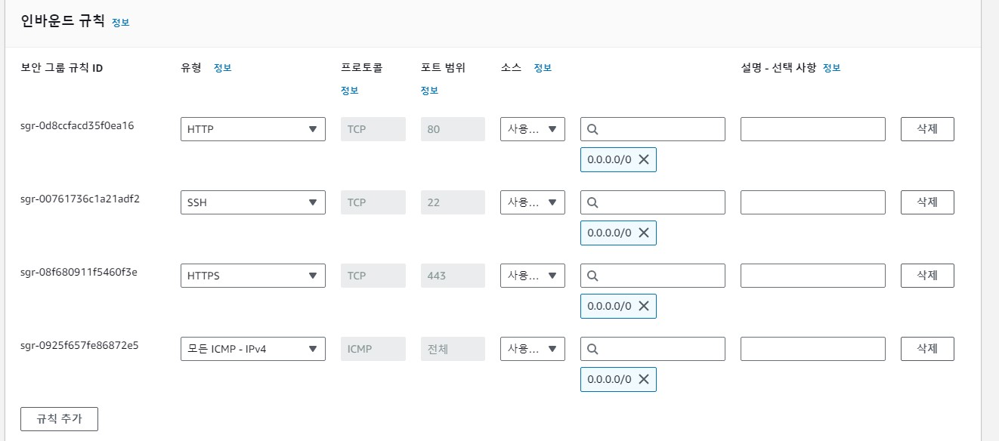 인바운드 규칙 정보
보안 그룹 규칙 ID 유형 정보 프로토콜 포트 범위 소스 정보 설명 - 선택 사항 정보
정보 정보
sgr-0d8ccfacd35f0ea16 HTTP TCP 80 사용... 삭제
0.0.0.0/0
sgr-00761736c1a21adf2 SSH TCP 22 사용... 삭제
0.0.0.0/0
sgr-08f680911f5460f3e HTTPS TCP 443 사용... 삭제
0.0.0.0/0
sgr-0925f657fe86872e5 모든 ICMP - IPv4 ICMP 전체 사용... 삭제
0.0.0.0/0
규칙 추가